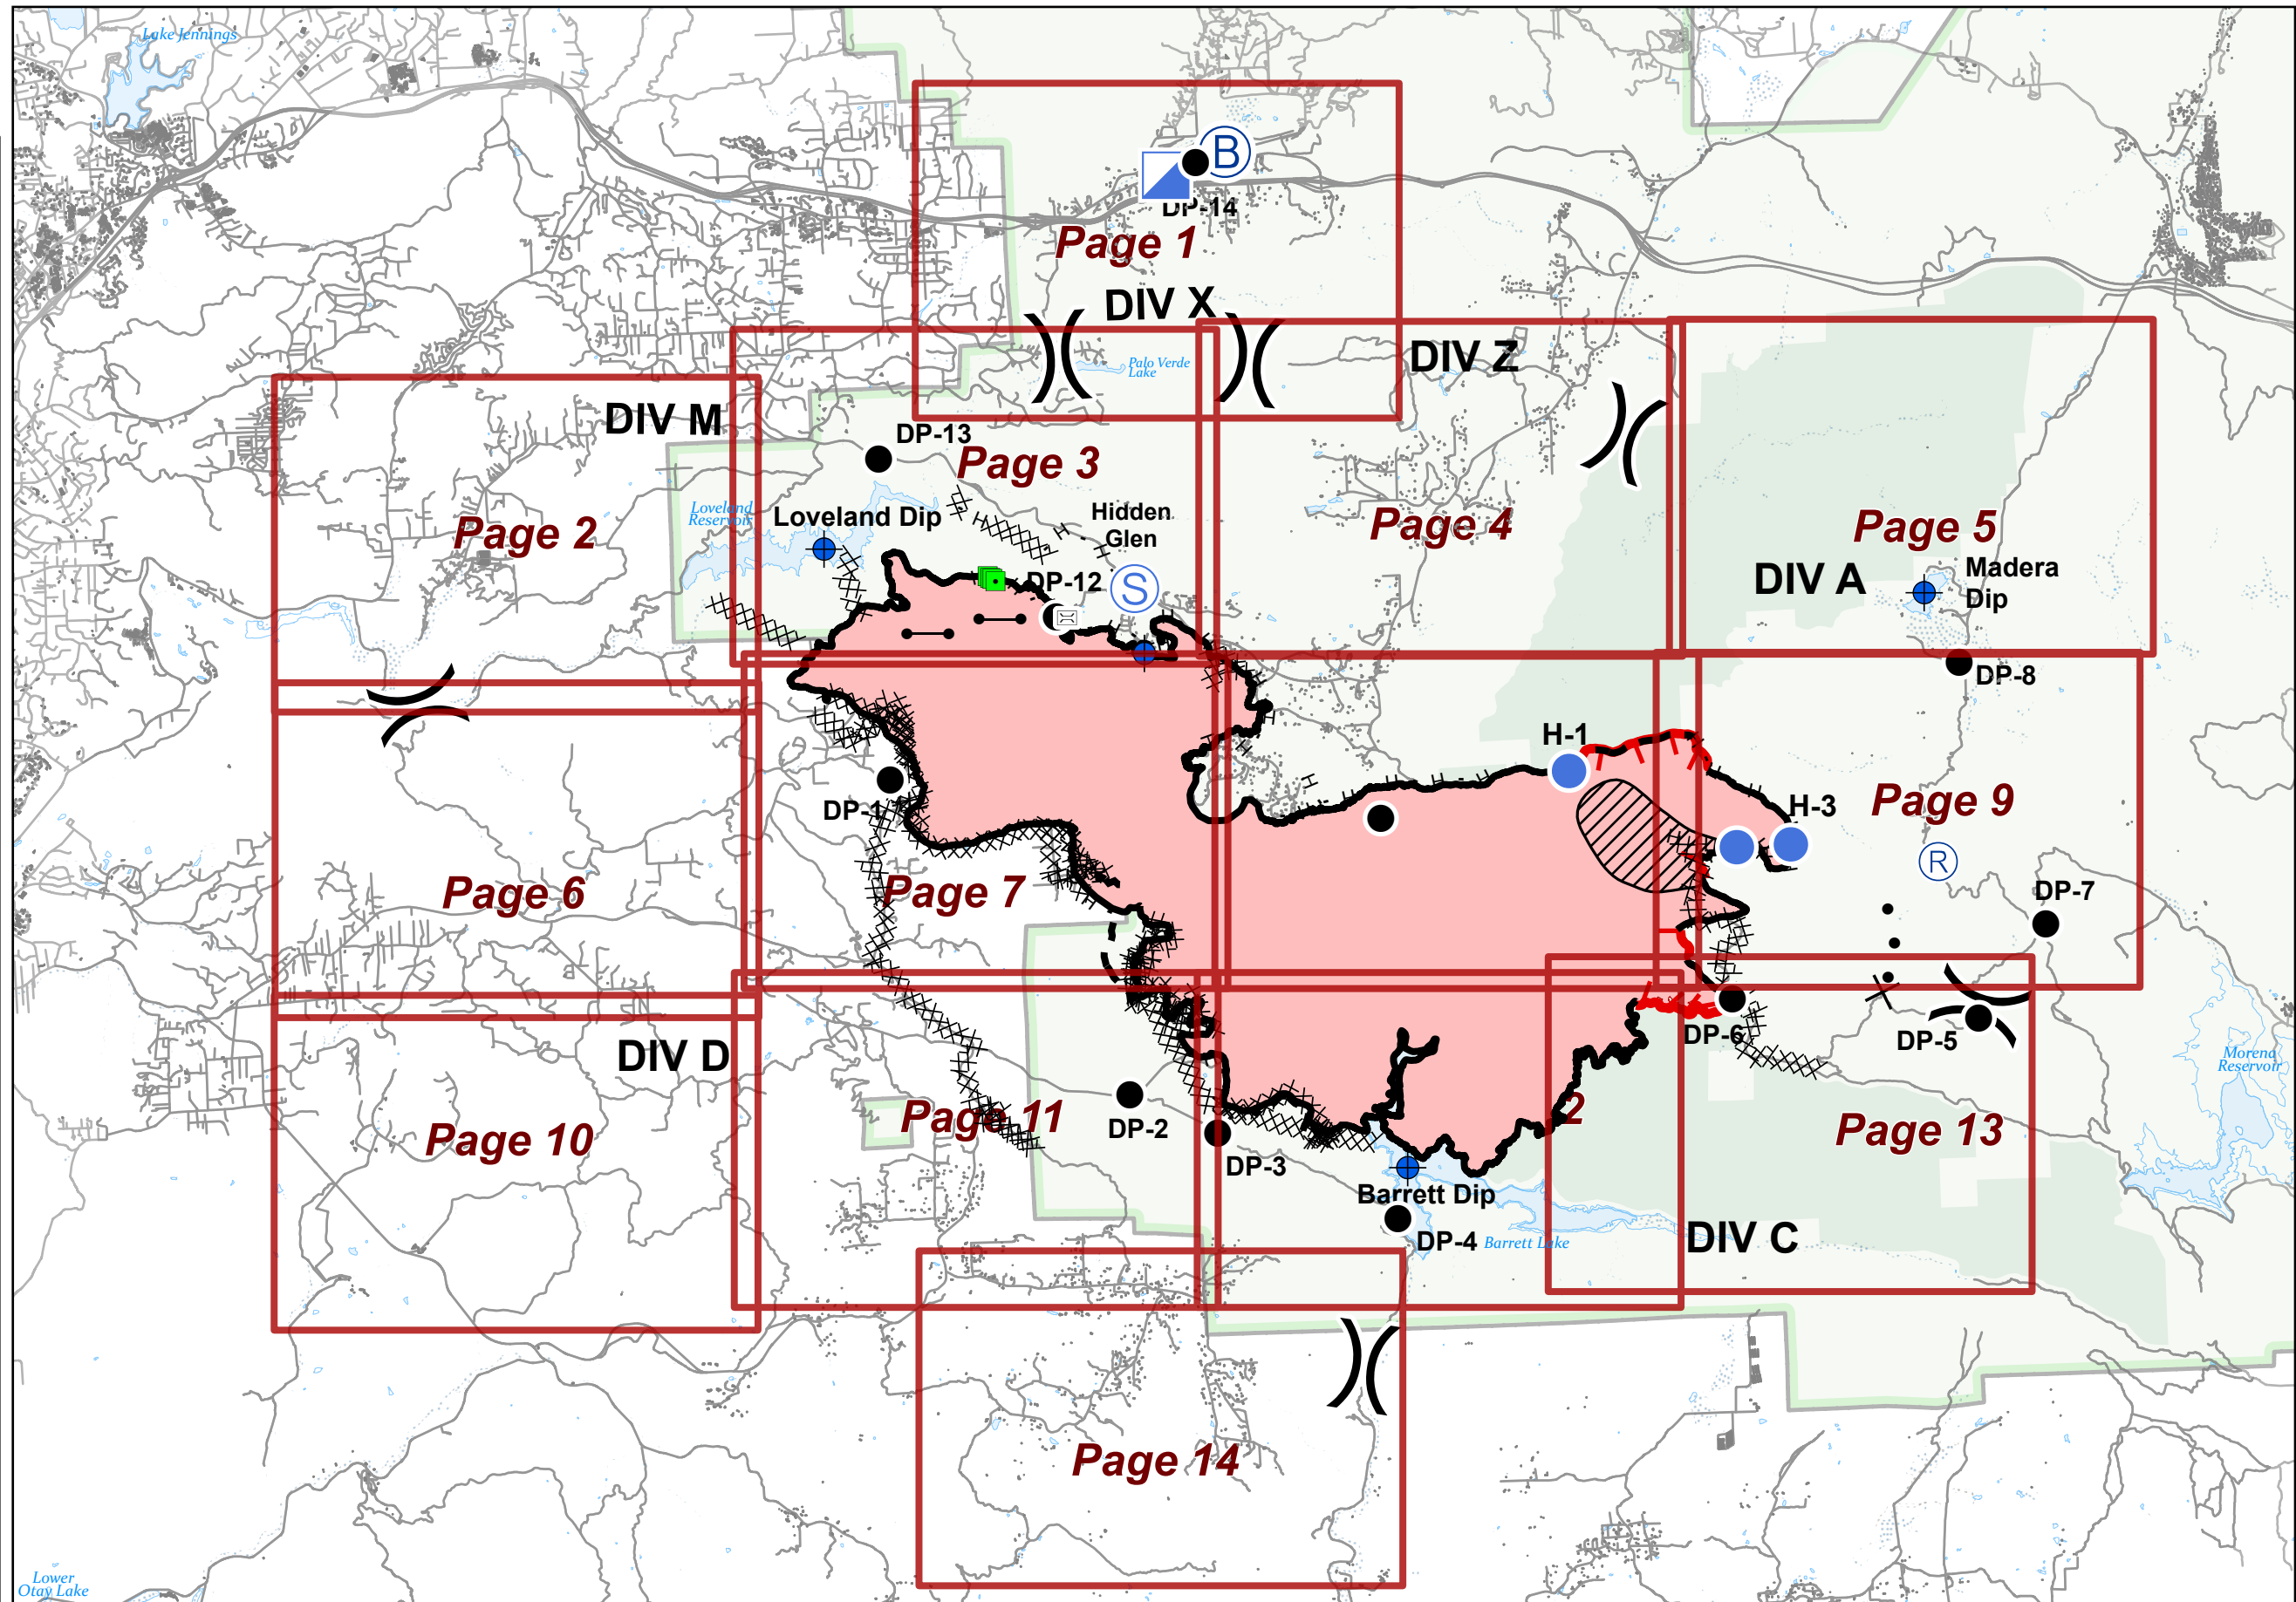 Lake Jennings
B
DP-14
Page 1
DIV X
Palo Verde
Lake
DIV Z
DIV M
DP-13
Page 3
Loveland
Reservoir
Loveland Dip
Hidden
Glen
Page 2
Page 4
Page 5
DIV A
Madera
Dip
DP-12
S
DP-8
H-1
DP-1
H-3
Page 9
R
Page 6
Page 7
DP-7
DIV D
DP-6
DP-5
Morena
Reservoir
Page 10
Page 11
DP-2
2
Page 13
DP-3
Barrett Dip
DP-4
Barrett Lake
DIV C
Page 14
Lower
Otay Lake